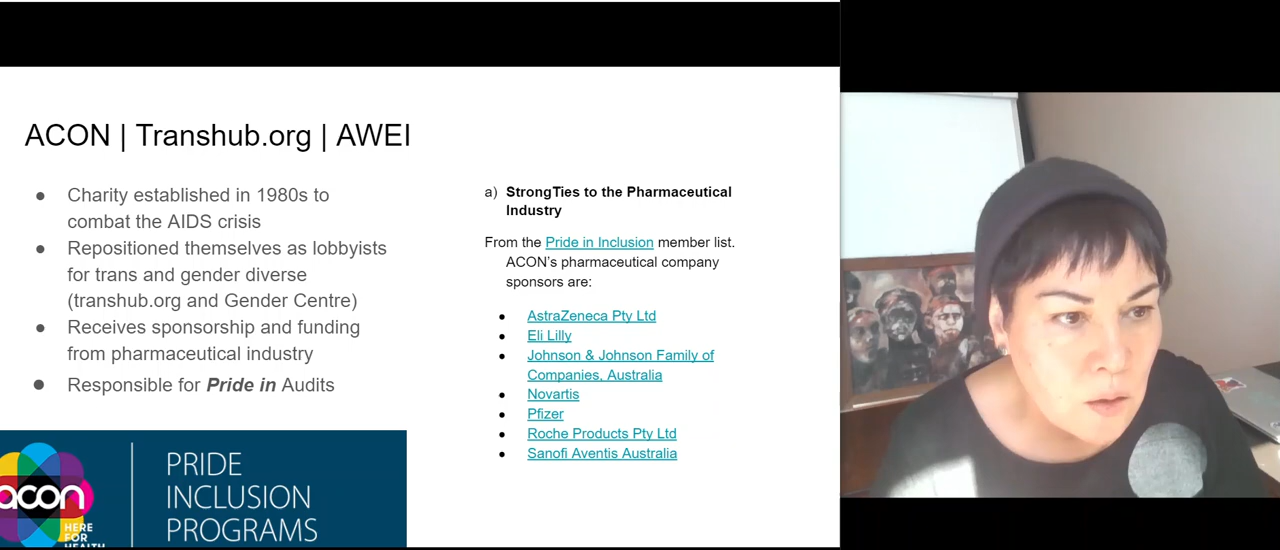 ACON | Transhub.org | AWEI
● Charity established in 1980s to
combat the AIDS crisis
● Repositioned themselves as lobbyists
for trans and gender diverse
(transhub.org and Gender Centre)
● Receives sponsorship and funding
from pharmaceutical industry
● Responsible for Pride in Audits
a) StrongTies to the Pharmaceutical
Industry
From the Pride in Inclusion member list.
ACON’s pharmaceutical company
sponsors are:
● AstraZeneca Pty Ltd
● Eli Lilly
● Johnson & Johnson Family of
Companies, Australia
● Novartis
● Pfizer
● Roche Products Pty Ltd
● Sanofi Aventis Australia
acon
HERE
FOR
HEALTH
PRIDE
INCLUSION
PROGRAMS